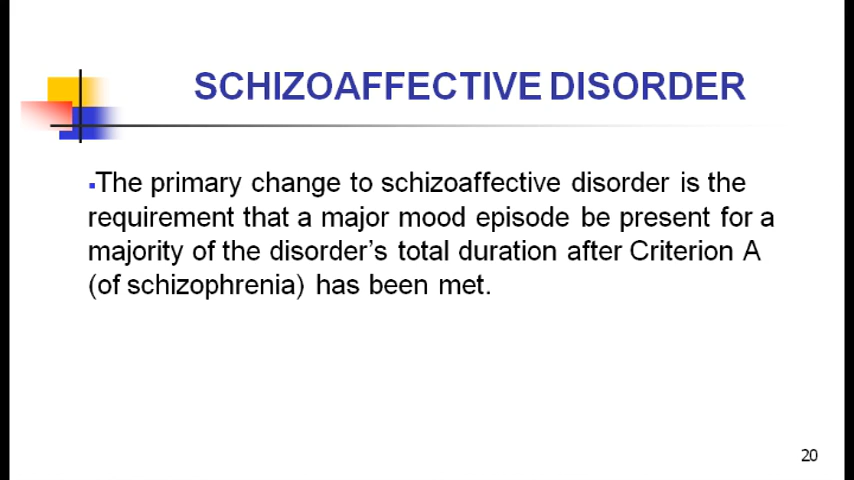 SCHIZOAFFECTIVE DISORDER
▪The primary change to schizoaffective disorder is the
requirement that a major mood episode be present for a
majority of the disorder’s total duration after Criterion A
(of schizophrenia) has been met.
20